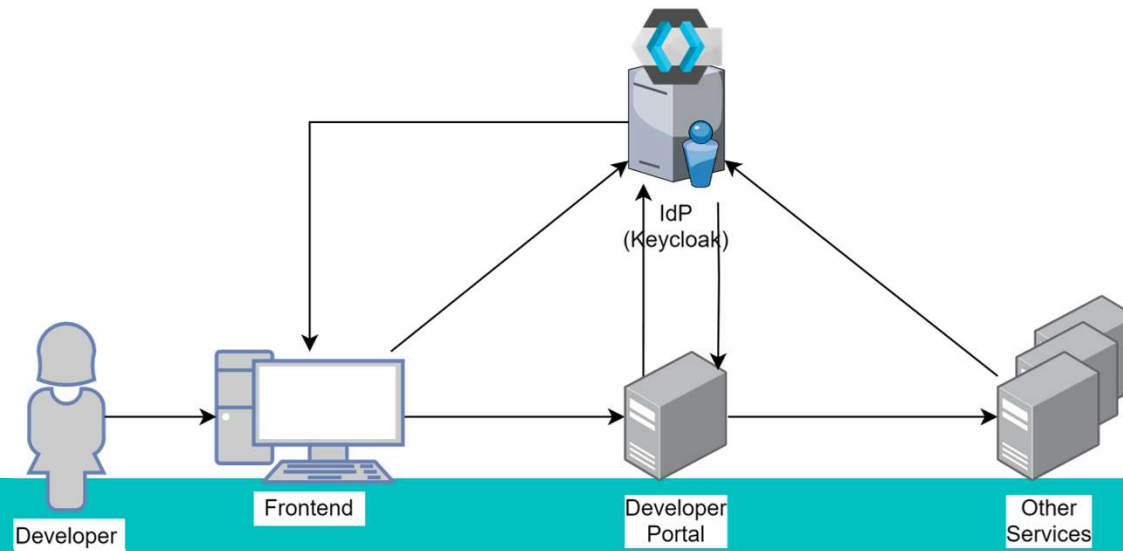 IdP
(Keycloak)
Frontend
Developer
Portal
Other
Services
Developer